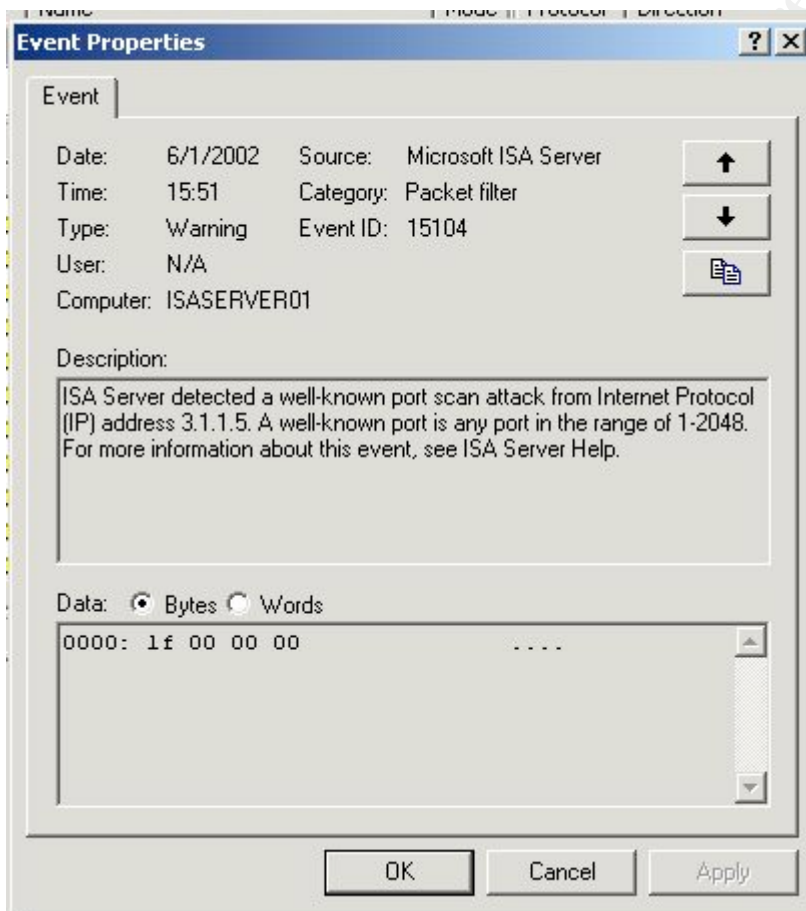 Name Mode Protocol Direction
Event Properties
Event
Date: 6/1/2002 Source: Microsoft ISA Server
Time: 15:51 Category: Packet filter
Type: Warning Event ID: 15104
User: N/A
Computer: ISASERVER01
Description:
ISA Server detected a well-known port scan attack from Internet Protocol
(IP) address 3.1.1.5. A well-known port is any port in the range of 1-2048.
For more information about this event, see ISA Server Help.
Data: Bytes Words
0000: 1f 00 00 00 ....
OK Cancel Apply